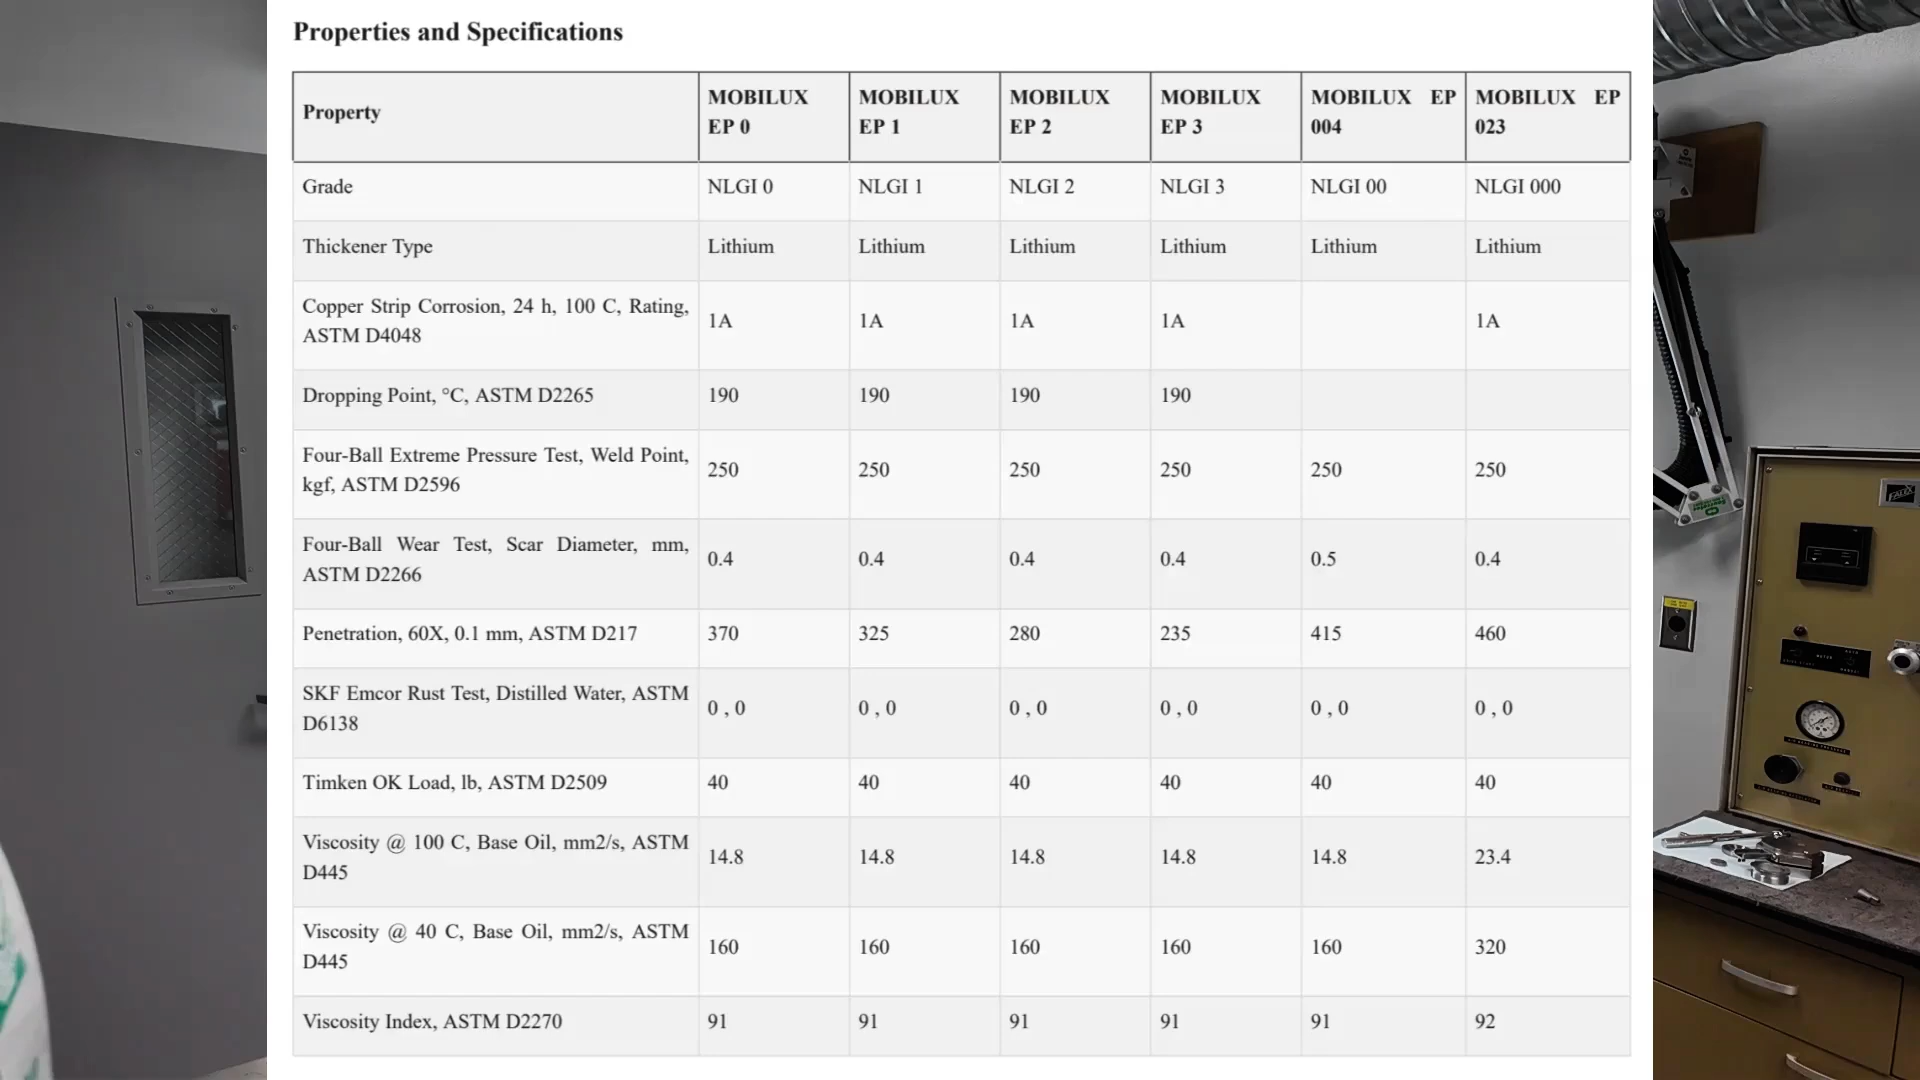 Properties and Specifications
Property MOBILUX EP 0 MOBILUX EP 1 MOBILUX EP 2 MOBILUX EP 3 MOBILUX EP 004 MOBILUX EP 023
Grade NLGI 0 NLGI 1 NLGI 2 NLGI 3 NLGI 00 NLGI 000
Thickener Type Lithium Lithium Lithium Lithium Lithium Lithium
Copper Strip Corrosion, 24 h, 100 C, Rating, ASTM D4048 1A 1A 1A 1A 1A
Dropping Point, °C, ASTM D2265 190 190 190 190
Four-Ball Extreme Pressure Test, Weld Point, kgf, ASTM D2596 250 250 250 250 250 250
Four-Ball Wear Test, Scar Diameter, mm, ASTM D2266 0.4 0.4 0.4 0.4 0.5 0.4
Penetration, 60X, 0.1 mm, ASTM D217 370 325 280 235 415 460
SKF Emcor Rust Test, Distilled Water, ASTM D6138 0 , 0 0 , 0 0 , 0 0 , 0 0 , 0 0 , 0
Timken OK Load, lb, ASTM D2509 40 40 40 40 40 40
Viscosity @ 100 C, Base Oil, mm2/s, ASTM D445 14.8 14.8 14.8 14.8 14.8 23.4
Viscosity @ 40 C, Base Oil, mm2/s, ASTM D445 160 160 160 160 160 320
Viscosity Index, ASTM D2270 91 91 91 91 91 92
FALEX